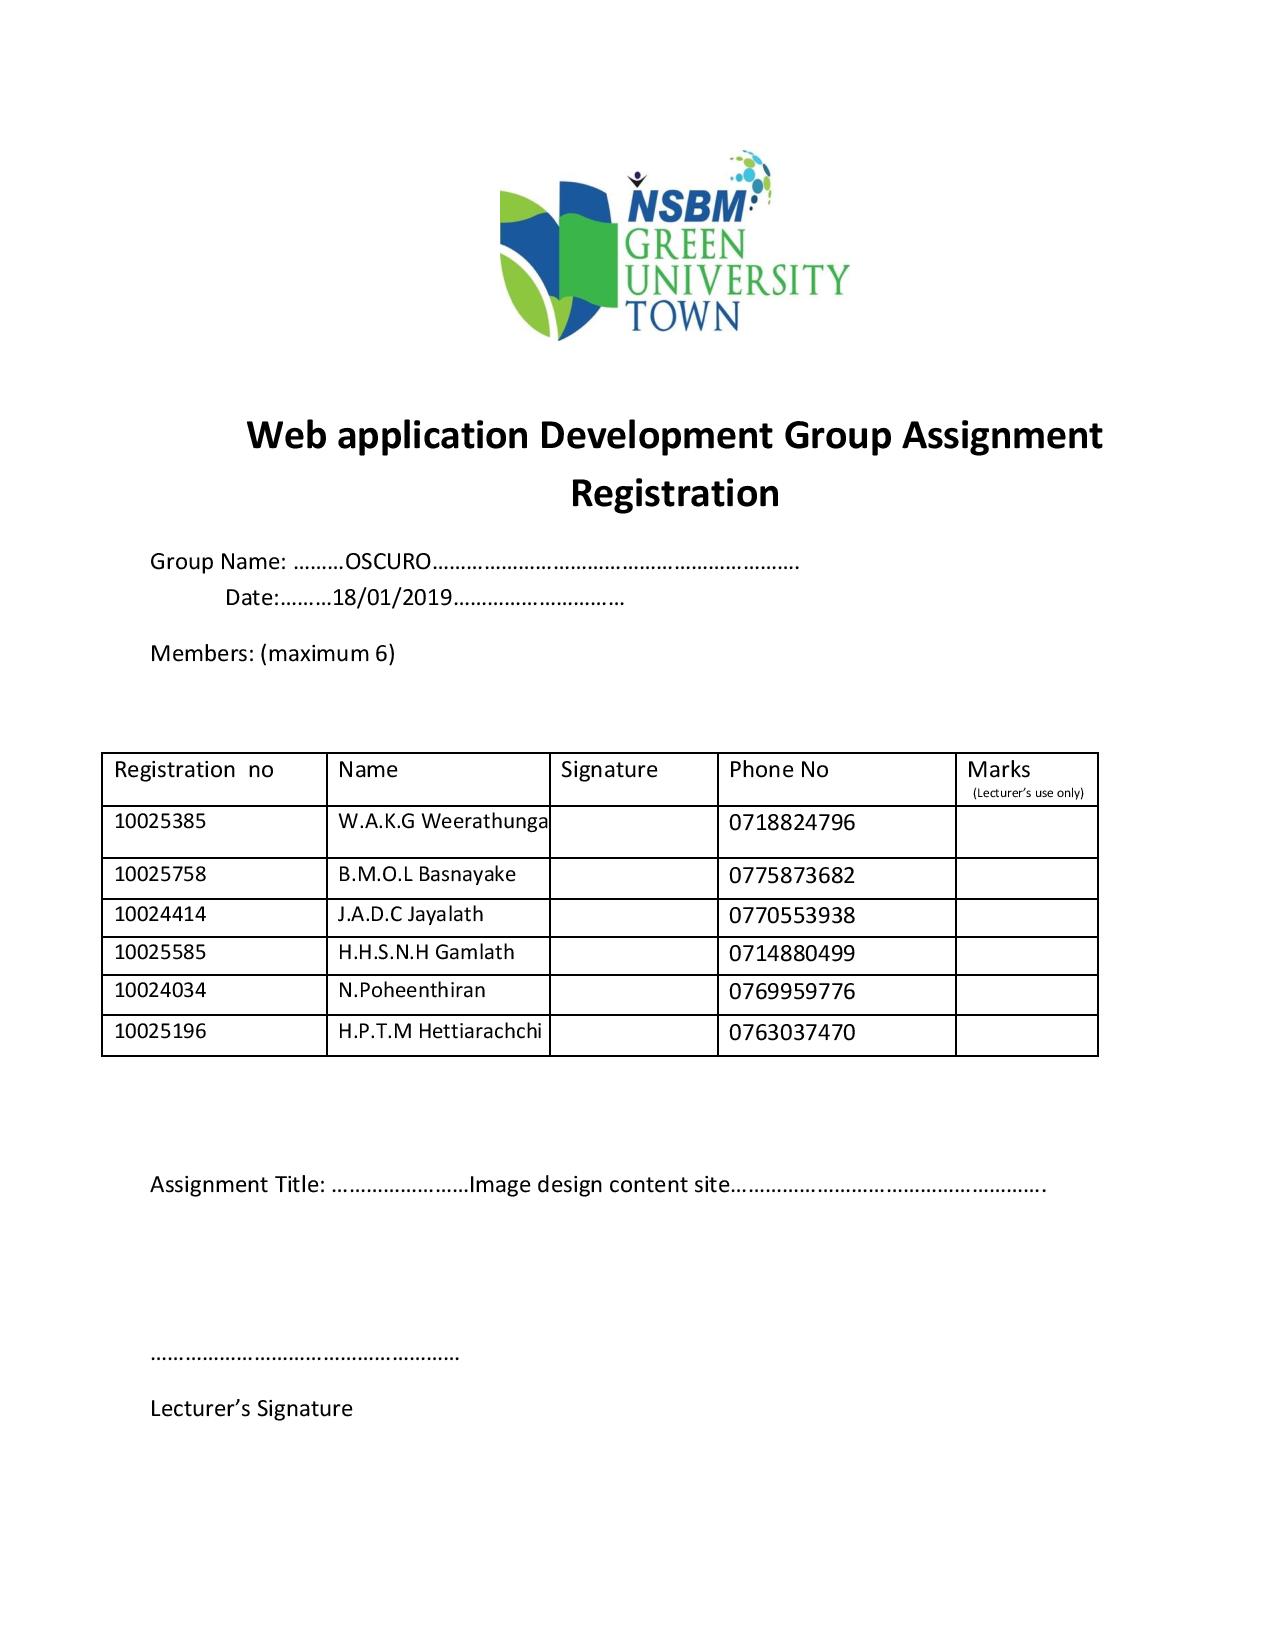 NSBM
GREEN
UNIVERSITY
TOWN
Web application Development Group Assignment
Registration
Group Name: ………OSCURO……………………………………………………….
Date:………18/01/2019…………………………
Members: (maximum 6)
Registration no Name Signature Phone No Marks
(Lecturer’s use only)
10025385 W.A.K.G Weerathunga 0718824796
10025758 B.M.O.L Basnayake 0775873682
10024414 J.A.D.C Jayalath 0770553938
10025585 H.H.S.N.H Gamlath 0714880499
10024034 N.Poheenthiran 0769959776
10025196 H.P.T.M Hettiarachchi 0763037470
Assignment Title: ……………………Image design content site……………………………………………….
………………………………………………
Lecturer’s Signature